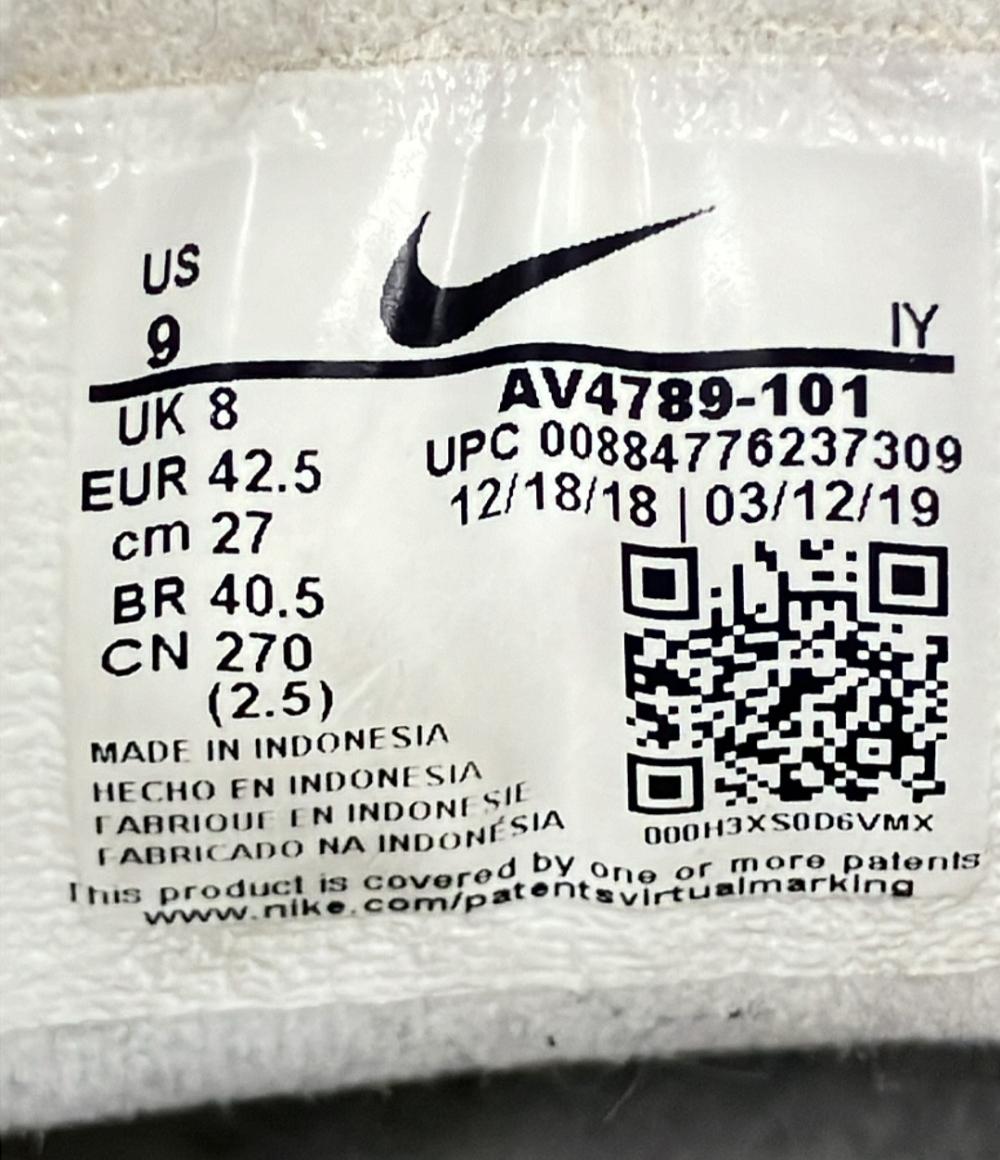 US
9
IY
UK 8
EUR 42.5
cm 27
BR 40.5
CN 270
(2.5)
AV4789-101
UPC 00884776237309
12/18/18 | 03/12/19
000H3XS0D6VMX
MADE IN INDONESIA
HECHO EN INDONESIA
FABRIQUE EN INDONESIE
FABRICADO NA INDONÉSIA
This product is covered by one or more patents
www.nike.com/patentsvirtualmarking